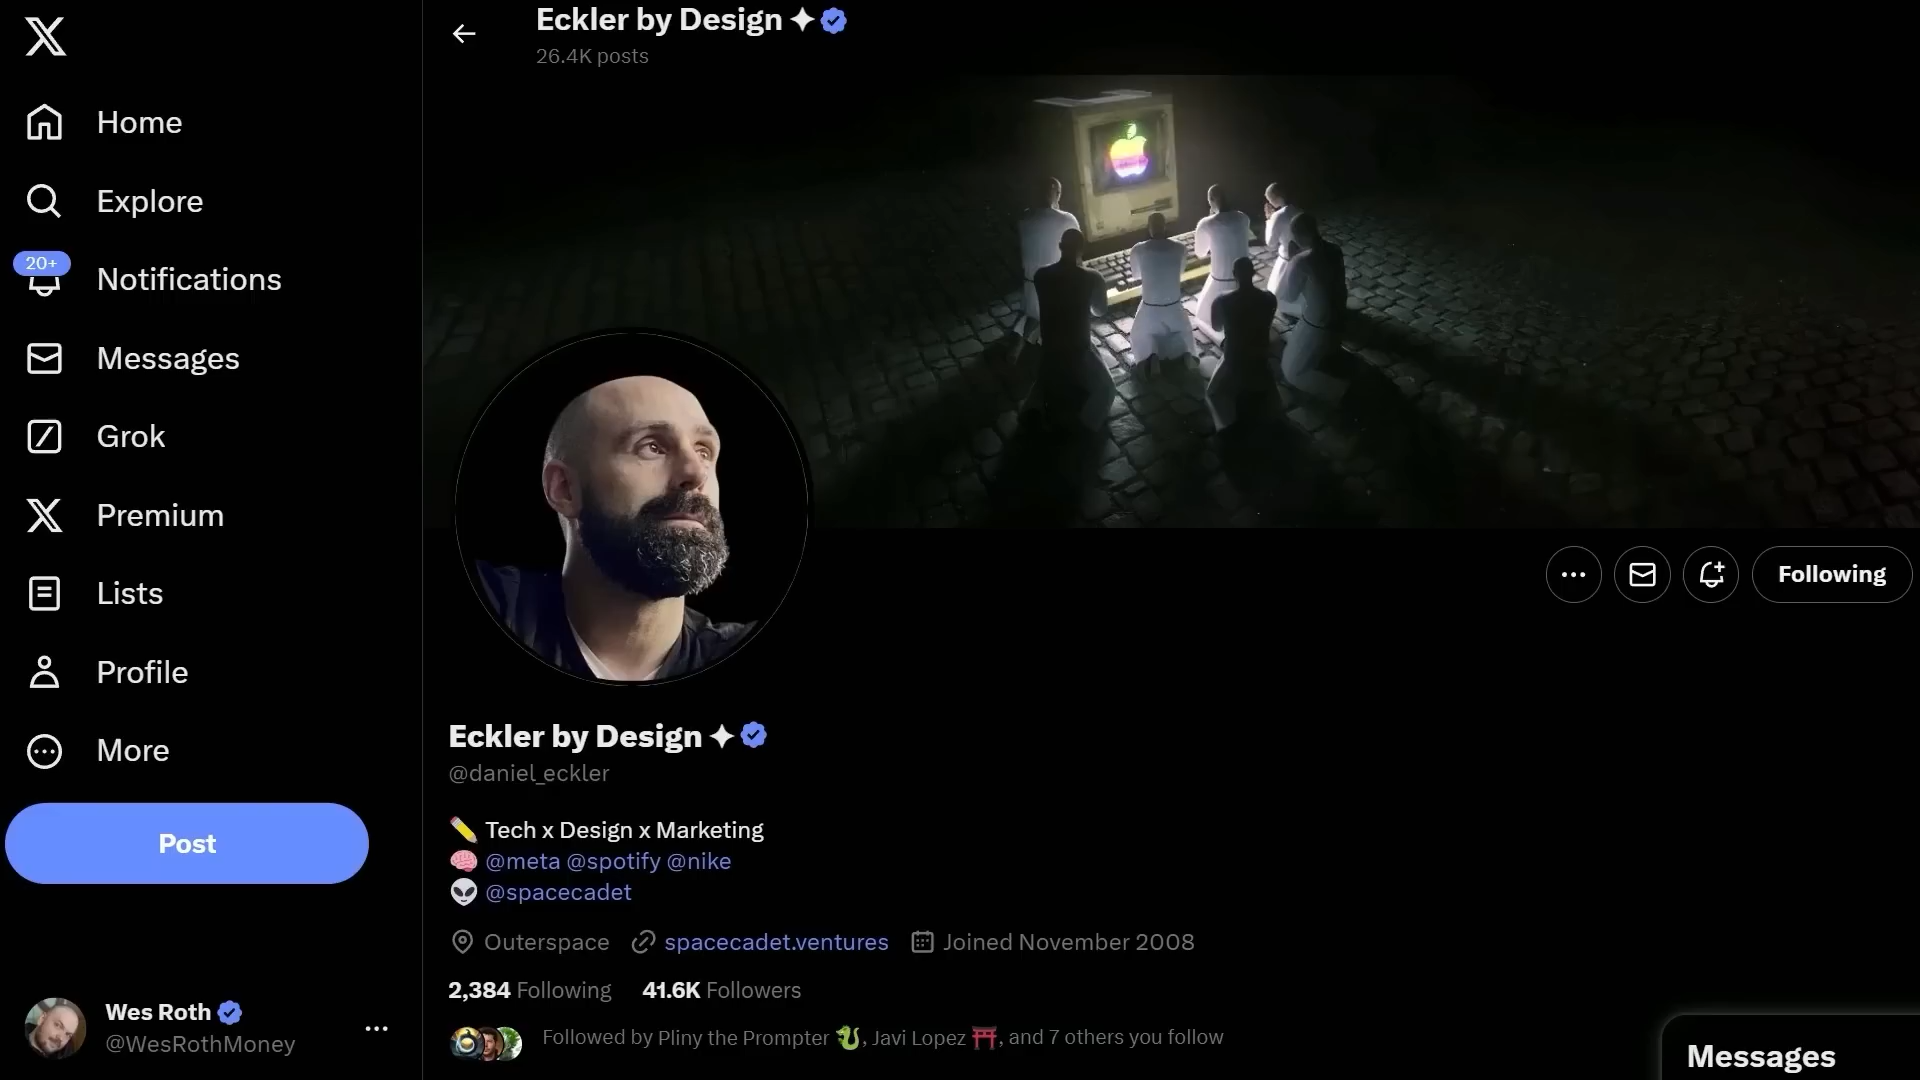 Home
Explore
20+
Notifications
Messages
Grok
Premium
Lists
Profile
More
Post
Wes Roth
@WesRothMoney
Eckler by Design ✦
26.4K posts
Following
Eckler by Design ✦
@daniel_eckler
✏️ Tech x Design x Marketing
🧠 @meta @spotify @nike
👽 @spacecadet
Outerspace spacecadet.ventures Joined November 2008
2,384 Following 41.6K Followers
Followed by Pliny the Prompter 🐉, Javi Lopez ⛩️, and 7 others you follow
Messages